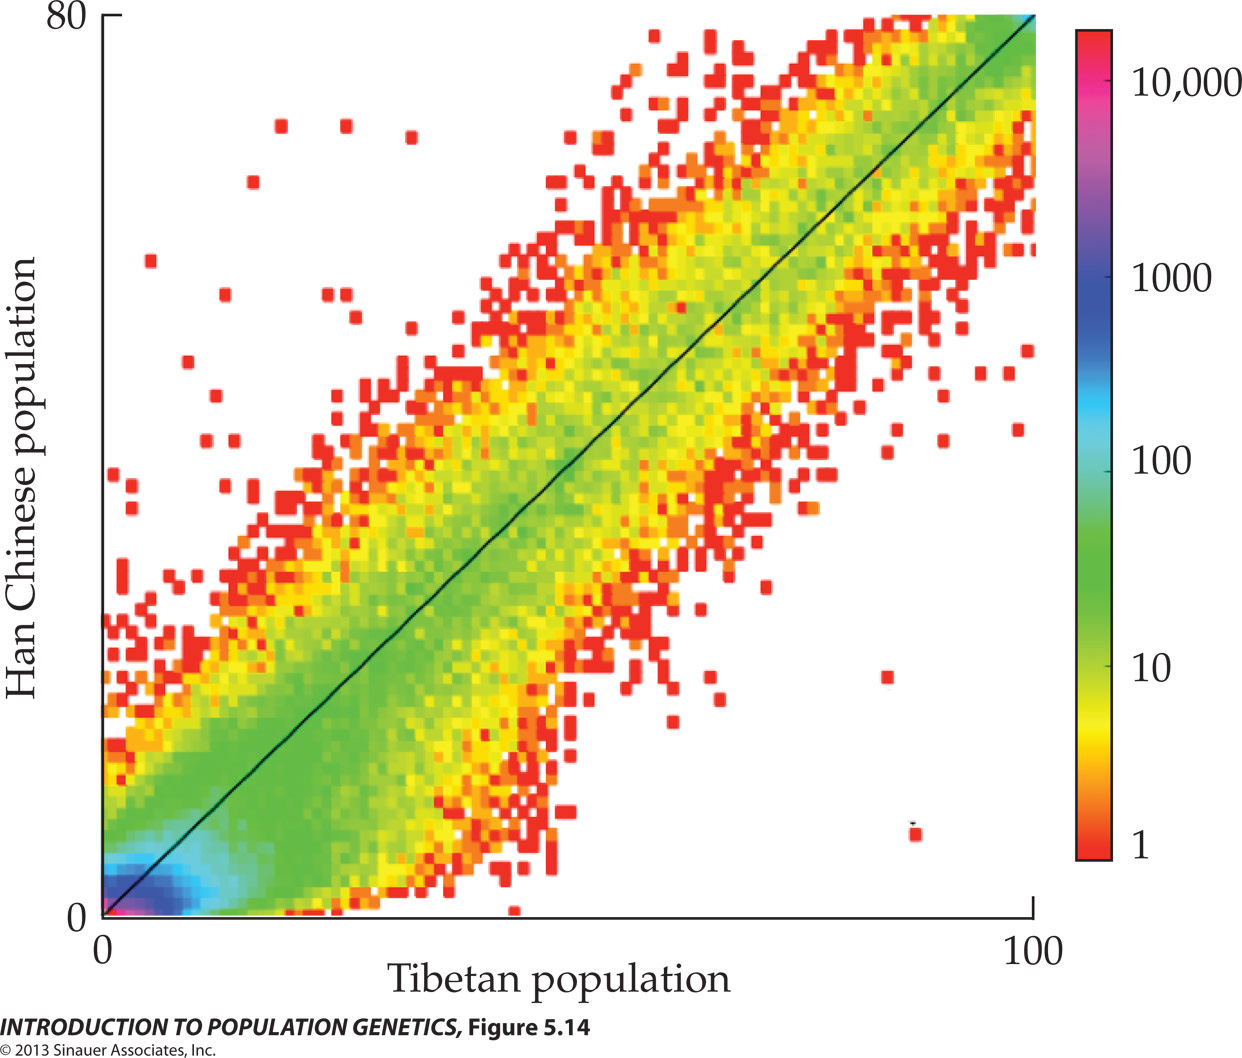 80
Han Chinese population
0
0
100
Tibetan population
10,000
1000
100
10
1
INTRODUCTION TO POPULATION GENETICS, Figure 5.14
© 2013 Sinauer Associates, Inc.